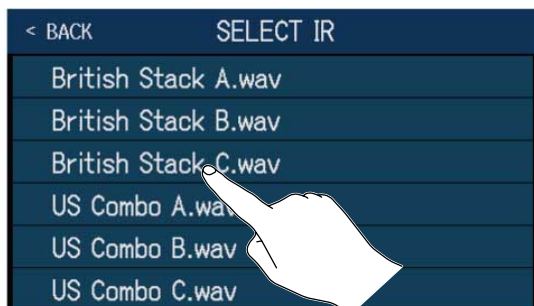 < BACK SELECT IR
British Stack A.wav
British Stack B.wav
British Stack C.wav
US Combo A.wav
US Combo B.wav
US Combo C.wav